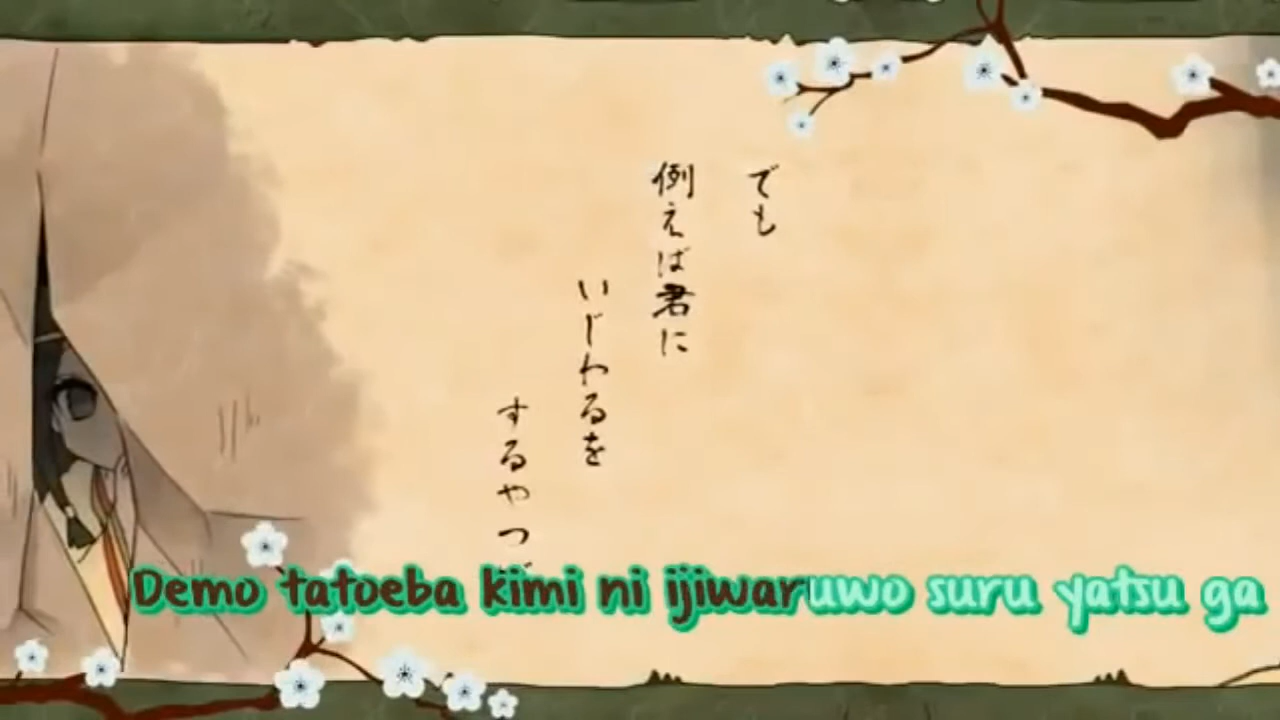 でも
例えば君に
いじわるを
するやつ
Demo tatoeba kimi ni ijiwaruwo suru yatsu ga